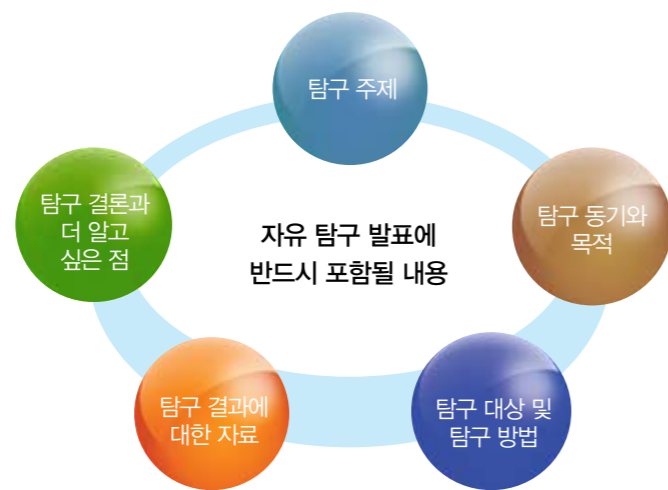 탐구 주제
탐구 동기와
목적
탐구 대상 및
탐구 방법
탐구 결과에
대한 자료
탐구 결론과
더 알고
싶은 점
자유 탐구 발표에
반드시 포함될 내용